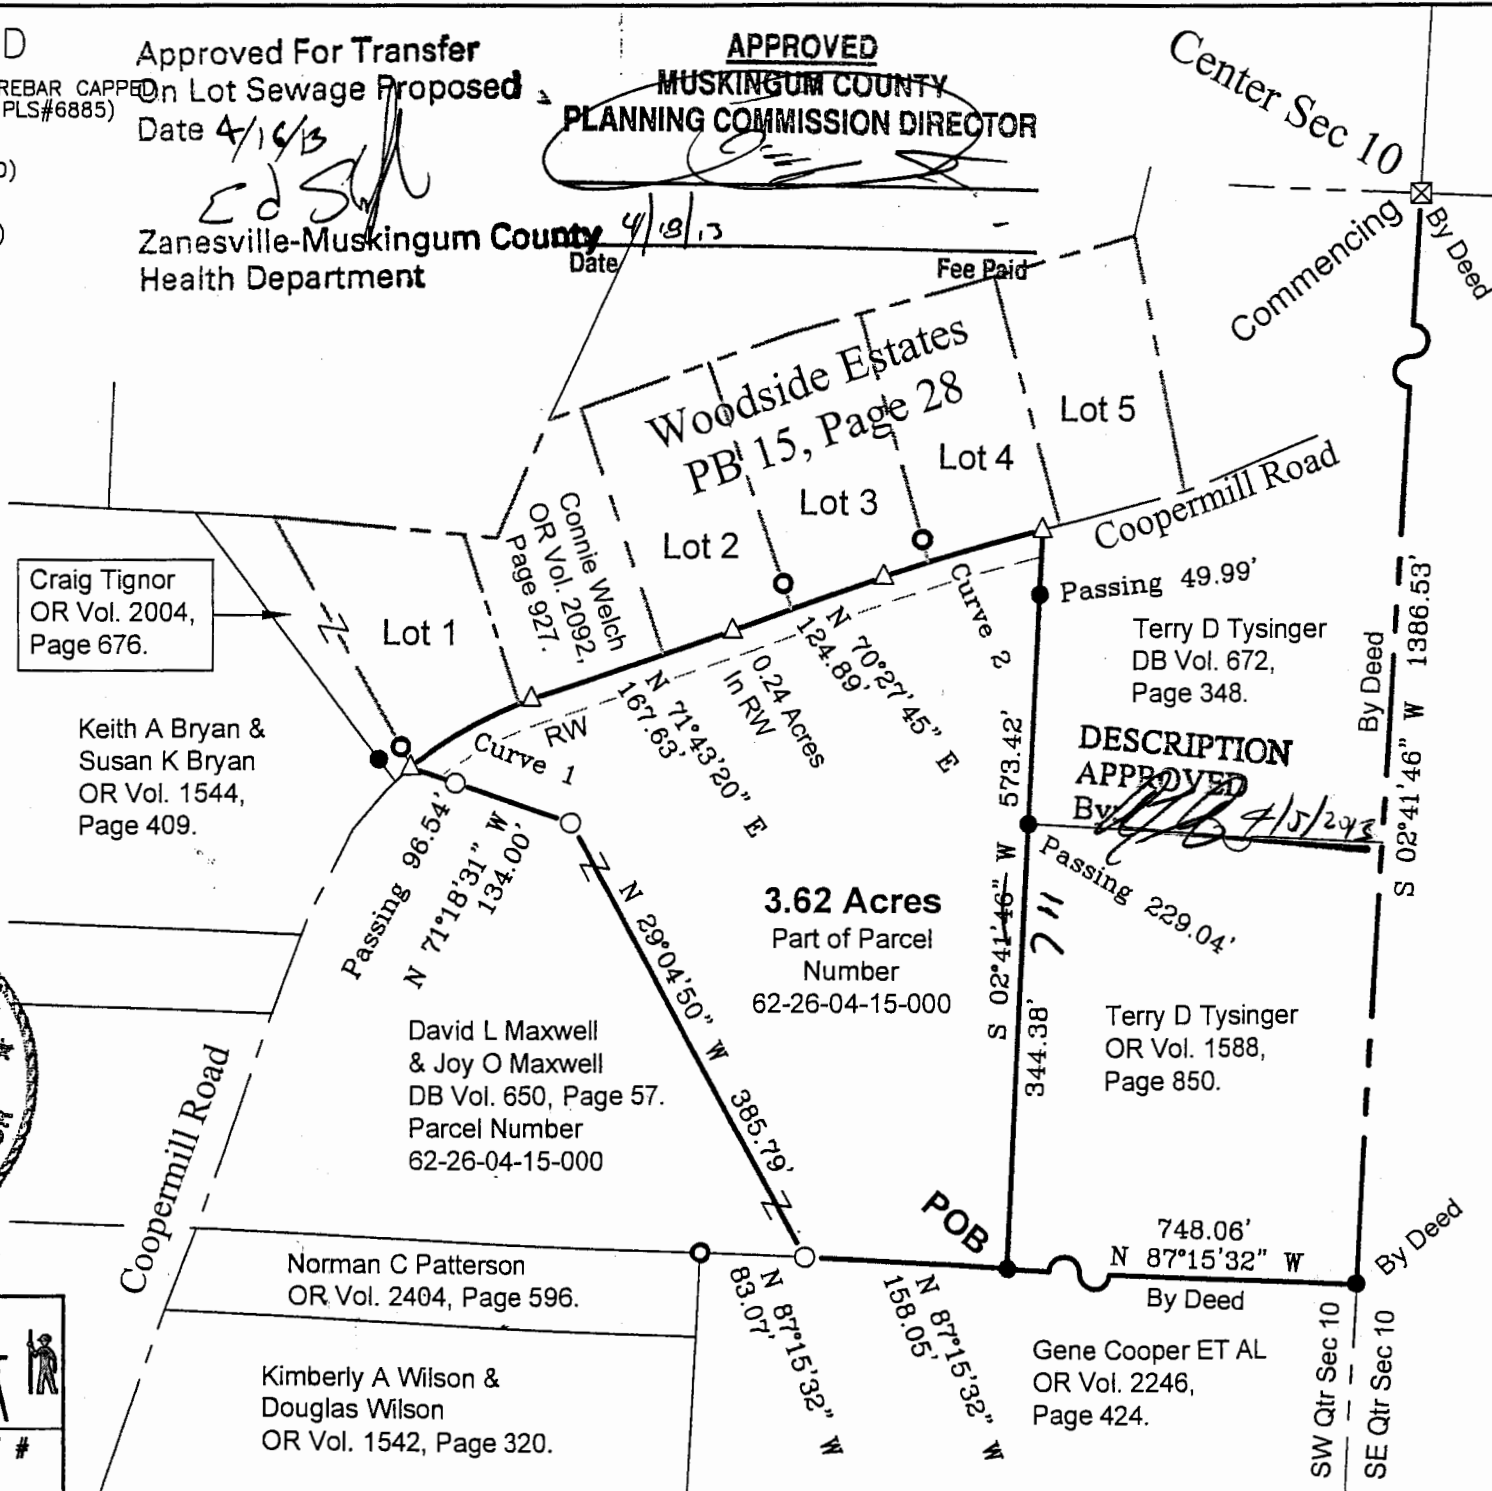 D
REBAR CAPPED
PLS#6885)
Approved For Transfer
On Lot Sewage Proposed
Date 4/16/13
Zanesville-Muskingum County
Health Department
APPROVED
MUSKINGUM COUNTY
PLANNING COMMISSION DIRECTOR
4/18/13
Date
Fee Paid
Center Sec 10
Commencing
By Deed
Woodside Estates
PB 15, Page 28
Lot 5
Lot 4
Lot 3
Lot 2
Lot 1
Connie Welch
OR Vol. 2092,
Page 927.
Coopermill Road
Craig Tignor
OR Vol. 2004,
Page 676.
Keith A Bryan &
Susan K Bryan
OR Vol. 1544,
Page 409.
Curve 1
RW
N 71°43'20" E
167.63'
0.24 Acres
In RW
N 70°27'45" E
124.89'
Curve 2
Passing 49.99'
Terry D Tysinger
DB Vol. 672,
Page 348.
By Deed
S 02°41'46" W 1386.53'
DESCRIPTION
APPROVED
By:
4/5/2013
573.42'
S 02°41'46" W
344.38'
Passing 229.04'
Passing 96.54'
N 71°18'31" W
134.00'
N 29°04'50" W 385.79'
3.62 Acres
Part of Parcel
Number
62-26-04-15-000
David L Maxwell
& Joy O Maxwell
DB Vol. 650, Page 57.
Parcel Number
62-26-04-15-000
Terry D Tysinger
OR Vol. 1588,
Page 850.
Coopermill Road
POB
748.06'
N 87°15'32" W
By Deed
By Deed
Norman C Patterson
OR Vol. 2404, Page 596.
N 87°15'32" W
83.07'
N 87°15'32" W
158.05'
Kimberly A Wilson &
Douglas Wilson
OR Vol. 1542, Page 320.
Gene Cooper ET AL
OR Vol. 2246,
Page 424.
SW Qtr Sec 10
SE Qtr Sec 10
#